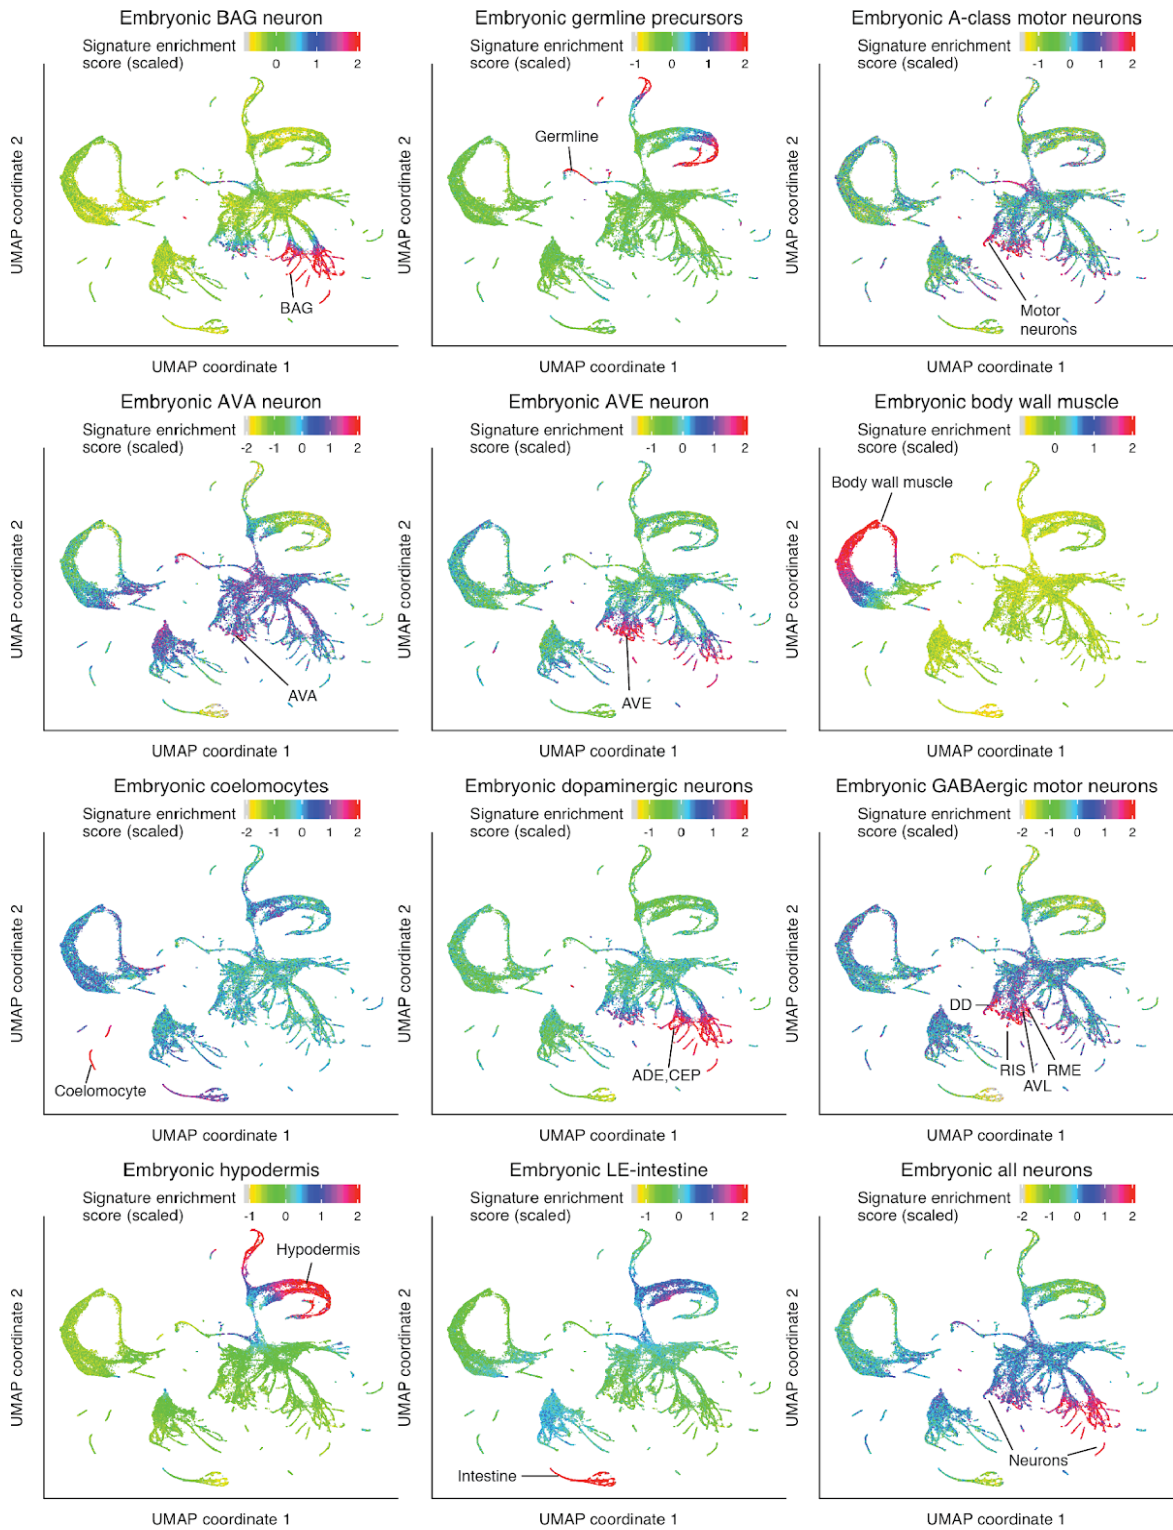 Embryonic BAG neuron
Signature enrichment
score (scaled)
0 1 2
UMAP coordinate 2
BAG
UMAP coordinate 1
Embryonic germline precursors
Signature enrichment
score (scaled)
-1 0 1 2
UMAP coordinate 2
Germline
UMAP coordinate 1
Embryonic A-class motor neurons
Signature enrichment
score (scaled)
-1 0 1 2
UMAP coordinate 2
Motor
neurons
UMAP coordinate 1
Embryonic AVA neuron
Signature enrichment
score (scaled)
-2 -1 0 1 2
UMAP coordinate 2
AVA
UMAP coordinate 1
Embryonic AVE neuron
Signature enrichment
score (scaled)
-1 0 1 2
UMAP coordinate 2
AVE
UMAP coordinate 1
Embryonic body wall muscle
Signature enrichment
score (scaled)
0 1 2
UMAP coordinate 2
Body wall muscle
UMAP coordinate 1
Embryonic coelomocytes
Signature enrichment
score (scaled)
-2 -1 0 1 2
UMAP coordinate 2
Coelomocyte
UMAP coordinate 1
Embryonic dopaminergic neurons
Signature enrichment
score (scaled)
-1 0 1 2
UMAP coordinate 2
ADE,CEP
UMAP coordinate 1
Embryonic GABAergic motor neurons
Signature enrichment
score (scaled)
-2 -1 0 1 2
UMAP coordinate 2
DD
RIS
RME
AVL
UMAP coordinate 1
Embryonic hypodermis
Signature enrichment
score (scaled)
-1 0 1 2
UMAP coordinate 2
Hypodermis
UMAP coordinate 1
Embryonic LE-intestine
Signature enrichment
score (scaled)
-1 0 1 2
UMAP coordinate 2
Intestine
UMAP coordinate 1
Embryonic all neurons
Signature enrichment
score (scaled)
-2 -1 0 1 2
UMAP coordinate 2
Neurons
UMAP coordinate 1